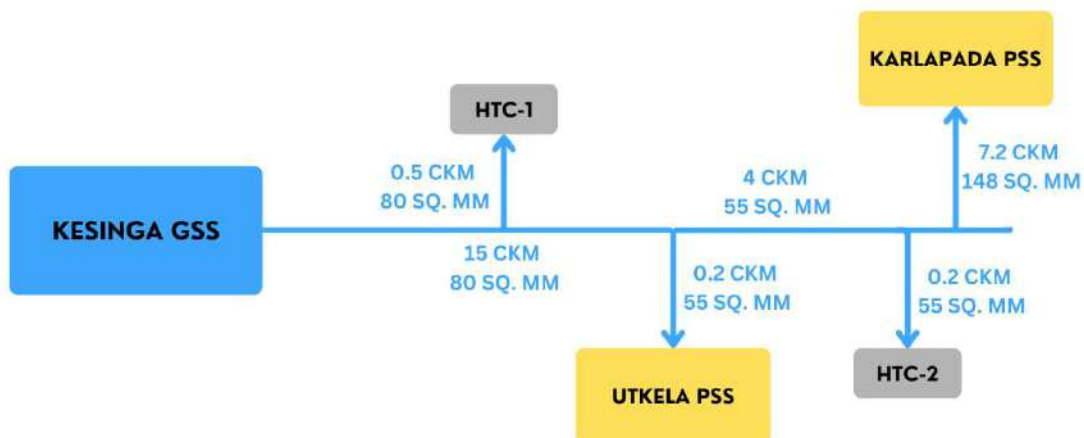 KARLAPADA PSS
HTC-1
0.5 CKM
80 SQ. MM
4 CKM
55 SQ. MM
7.2 CKM
148 SQ. MM
KESINGA GSS
15 CKM
80 SQ. MM
0.2 CKM
55 SQ. MM
0.2 CKM
55 SQ. MM
UTKELA PSS
HTC-2